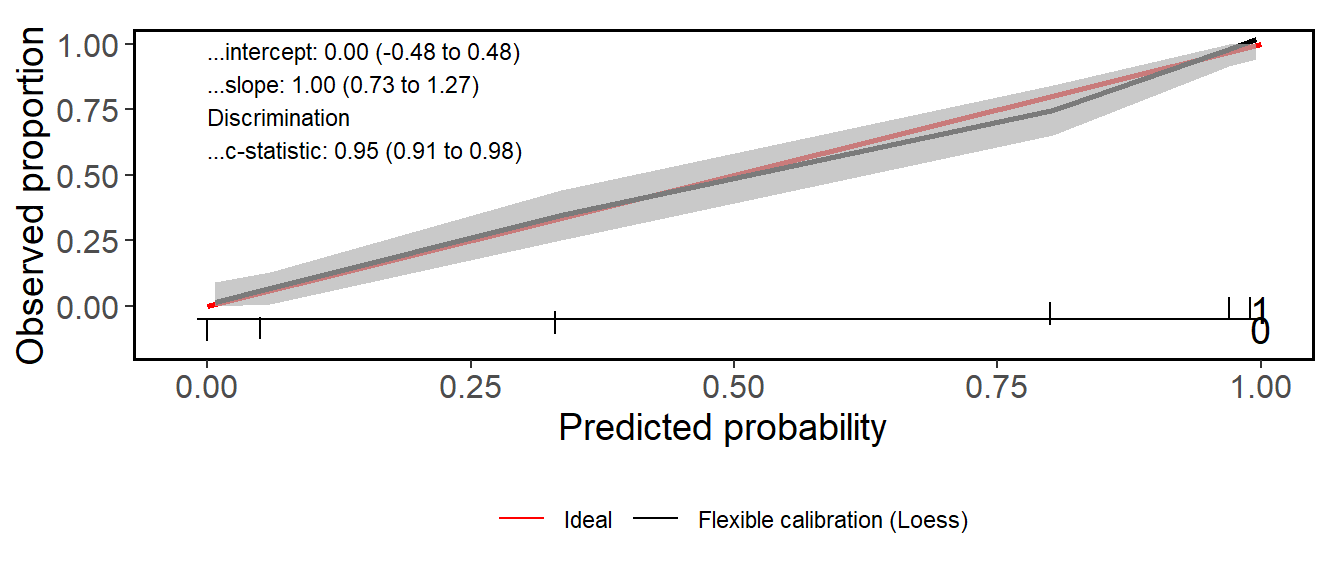 Observed proportion
1.00
0.75
0.50
0.25
0.00
...intercept: 0.00 (-0.48 to 0.48)
...slope: 1.00 (0.73 to 1.27)
Discrimination
...c-statistic: 0.95 (0.91 to 0.98)
1
0
0.00 0.25 0.50 0.75 1.00
Predicted probability
Ideal Flexible calibration (Loess)